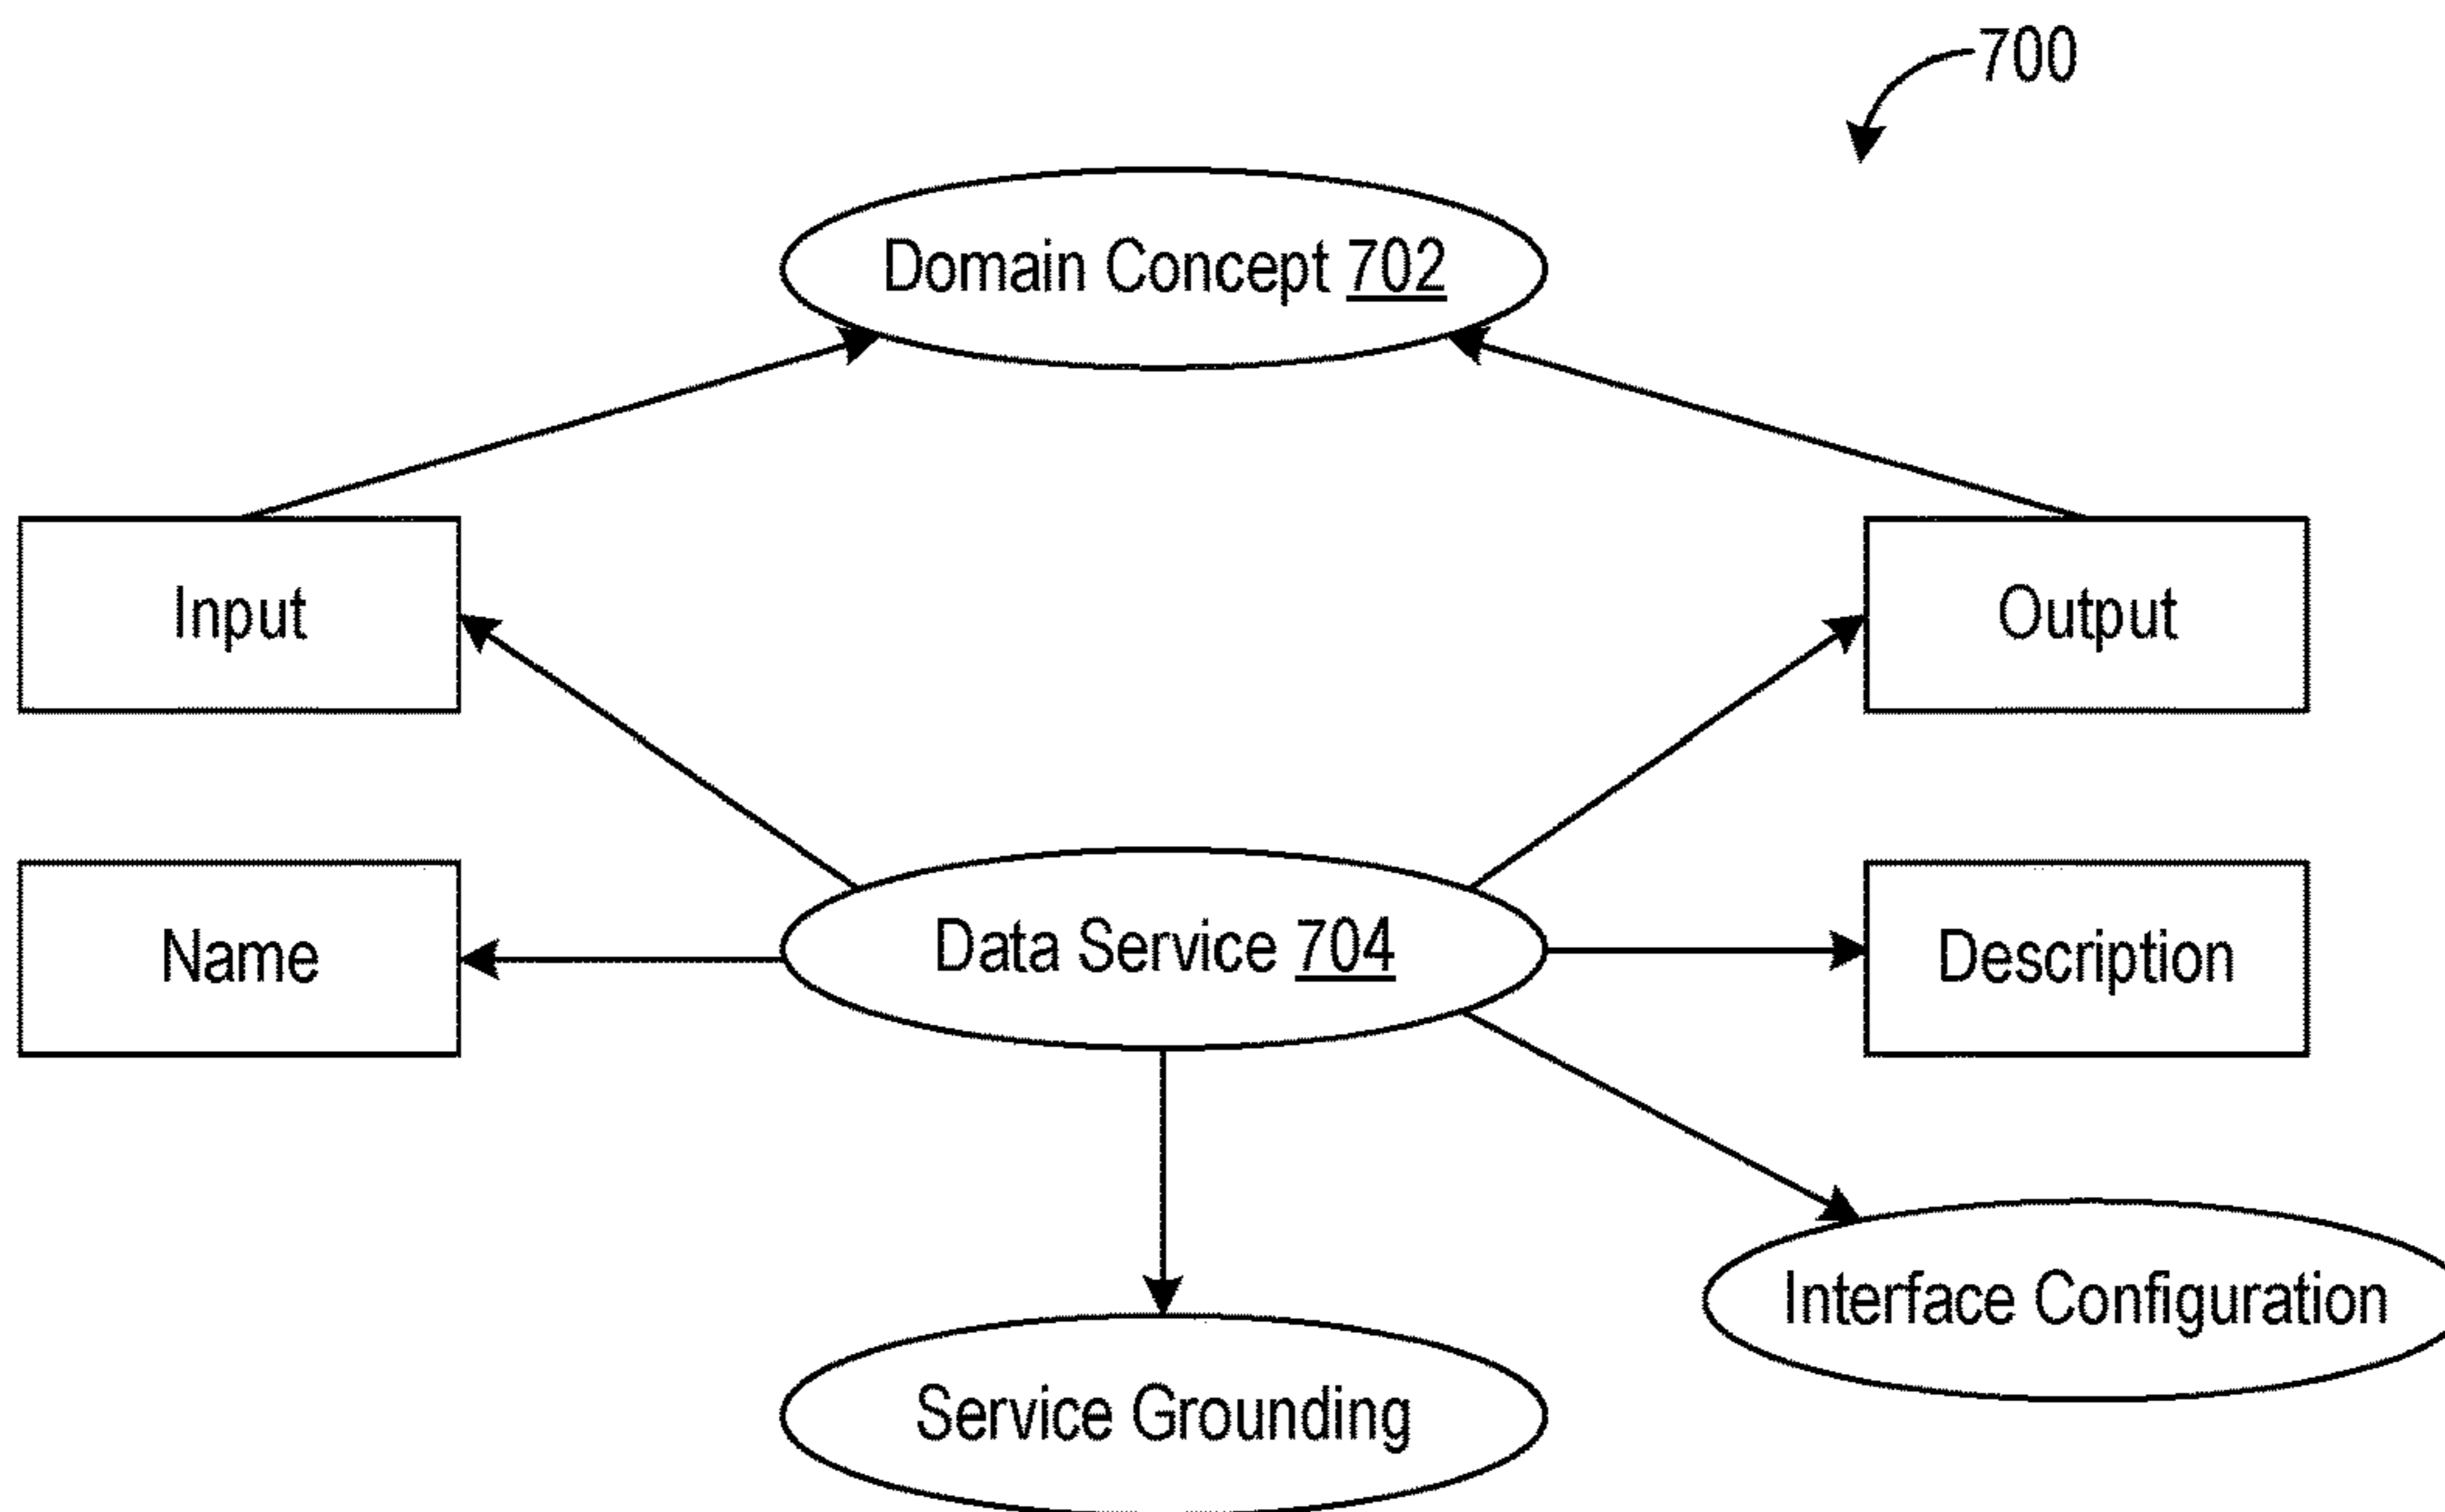 700
Domain Concept 702
Input
Output
Name
Data Service 704
Description
Interface Configuration
Service Grounding